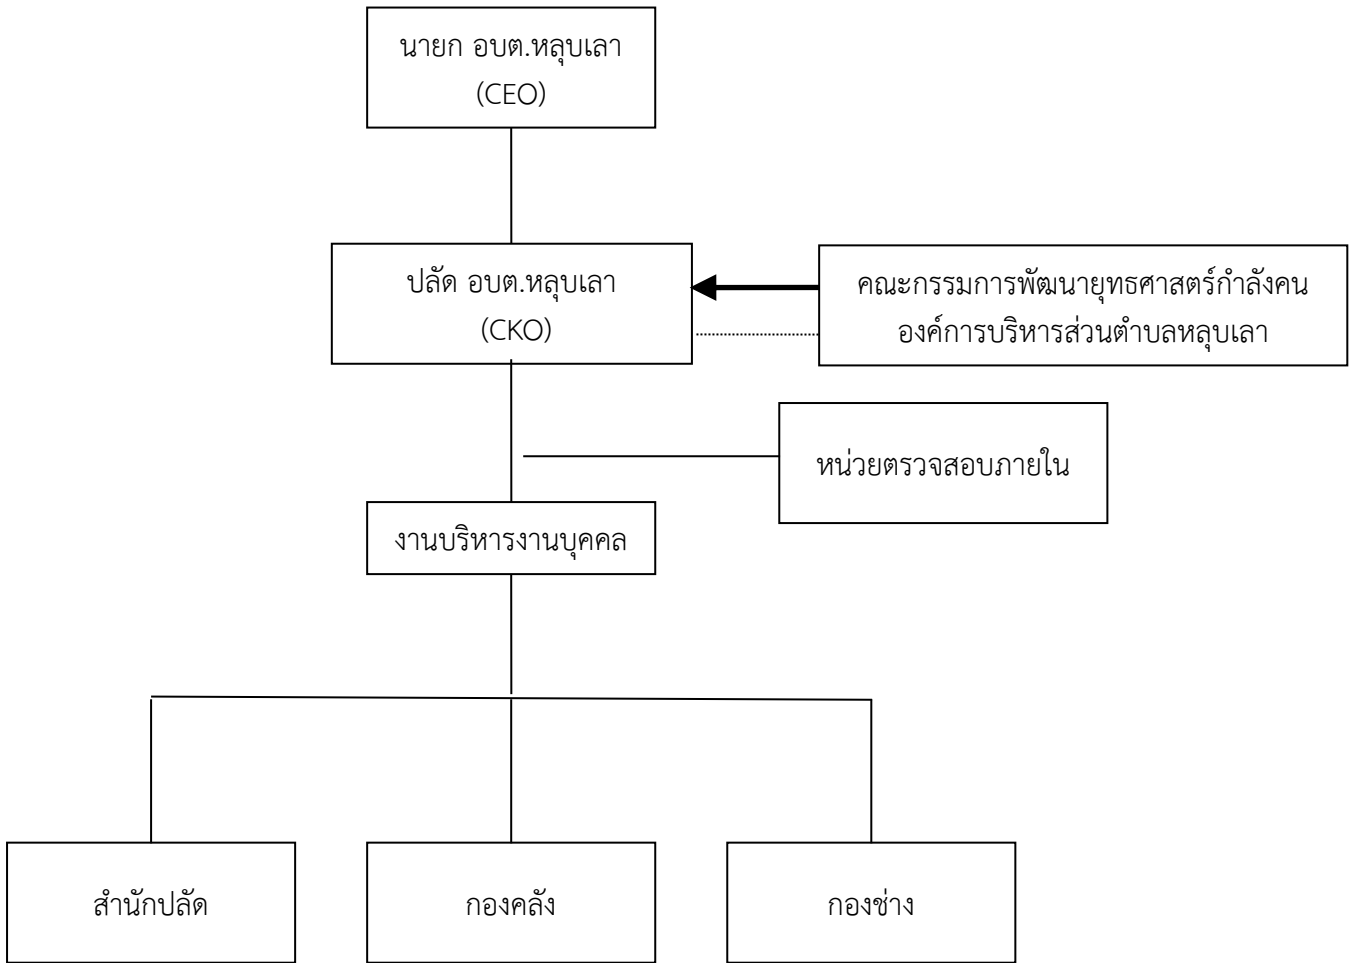 นายก อบต.หลุบเลา
(CEO)
ปลัด อบต.หลุบเลา
(CKO)
คณะกรรมการพัฒนายุทธศาสตร์กำลังคน
องค์การบริหารส่วนตำบลหลุบเลา
หน่วยตรวจสอบภายใน
งานบริหารงานบุคคล
สำนักปลัด
กองคลัง
กองช่าง